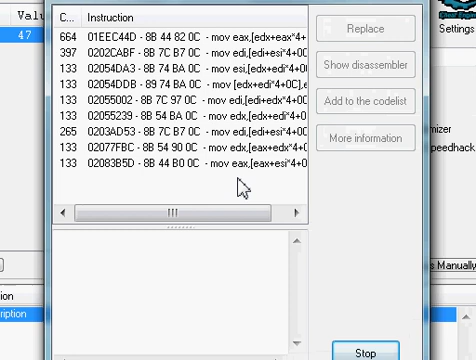 Valu
47
C... Instruction
664 01EEC44D - 8B 44 82 0C - mov eax,[edx+eax*4+
397 0202CABF - 8B 7C B7 0C - mov edi,[edi+esi*4+0
133 02054DA3 - 8B 74 BA 0C - mov esi,[edx+edi*4+0
133 02054DDB - 89 74 BA 0C - mov [edx+edi*4+0C],e
133 02055002 - 8B 7C 97 0C - mov edi,[edi+edx*4+0
133 02055239 - 8B 54 BA 0C - mov edx,[edx+edi*4+
265 0203AD53 - 8B 7C B7 0C - mov edi,[edi+esi*4+0
133 02077FBC - 8B 54 90 0C - mov edx,[eax+edx*4+
133 02083B5D - 8B 44 B0 0C - mov eax,[eax+esi*4+0
Replace
Show disassembler
Add to the codelist
More information
Stop
Settings
mizer
peedhack
s Manually
ion
ription